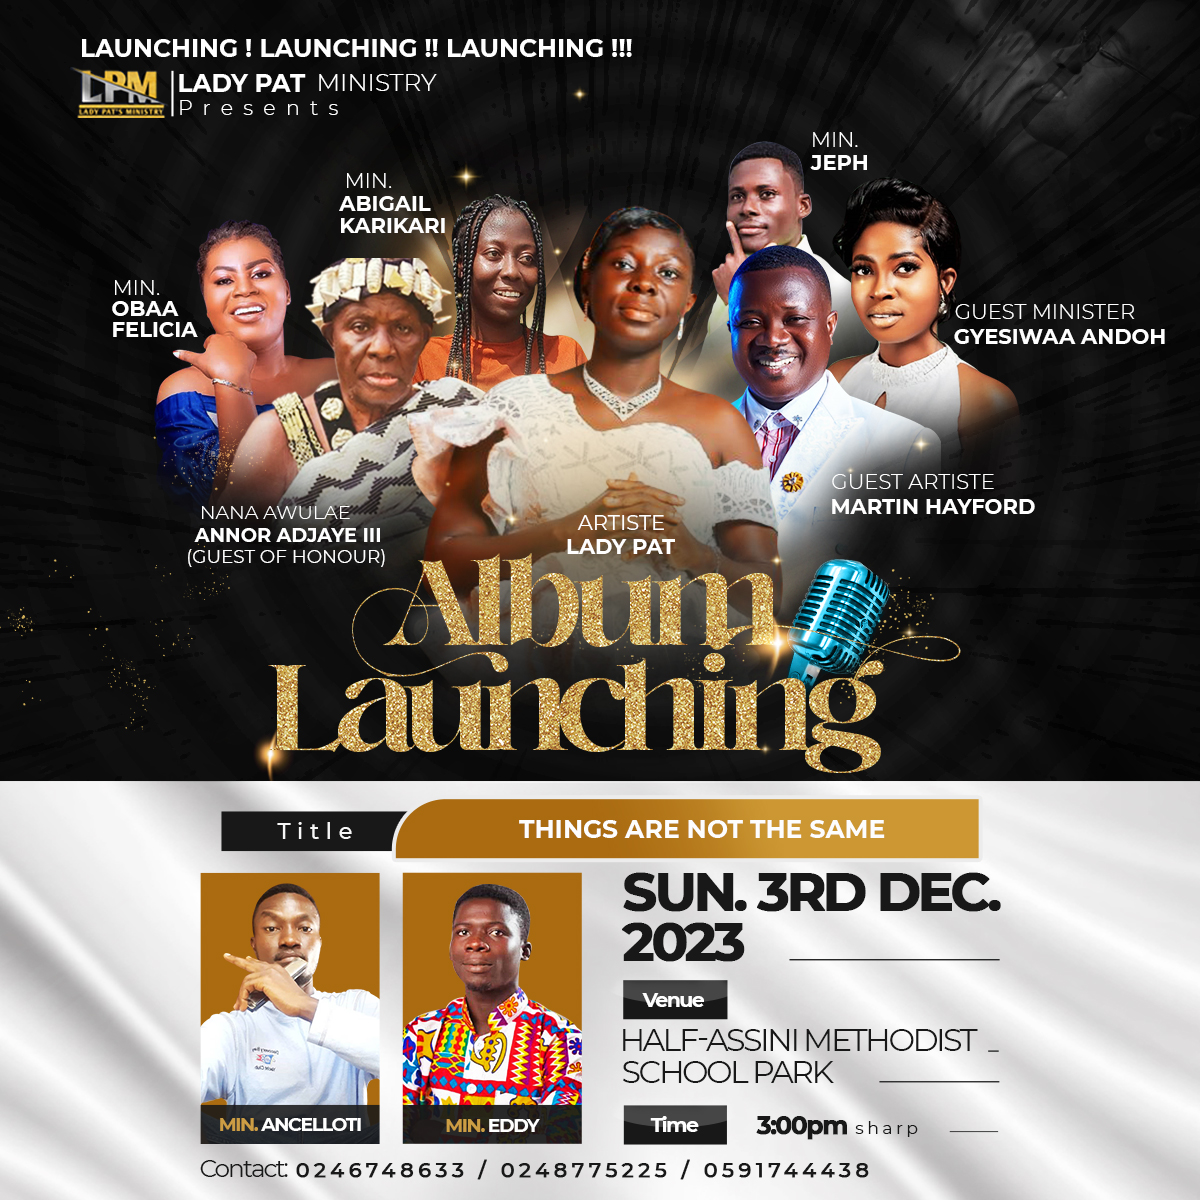 LAUNCHING ! LAUNCHING !! LAUNCHING !!!
LPM
LADY PAT'S MINISTRY
LADY PAT MINISTRY
Presents
MIN.
JEPH
MIN.
ABIGAIL
KARIKARI
MIN.
OBAA
FELICIA
GUEST MINISTER
GYESIWAA ANDOH
GUEST ARTISTE
MARTIN HAYFORD
NANA AWULAE
ANNOR ADJAYE III
(GUEST OF HONOUR)
ARTISTE
LADY PAT
Album
Launching
Title
THINGS ARE NOT THE SAME
SUN. 3RD DEC.
2023
Venue
HALF-ASSINI METHODIST
SCHOOL PARK
Time
3:00pm sharp
MIN. ANCELLOTI
MIN. EDDY
Contact: 0246748633 / 0248775225 / 0591744438